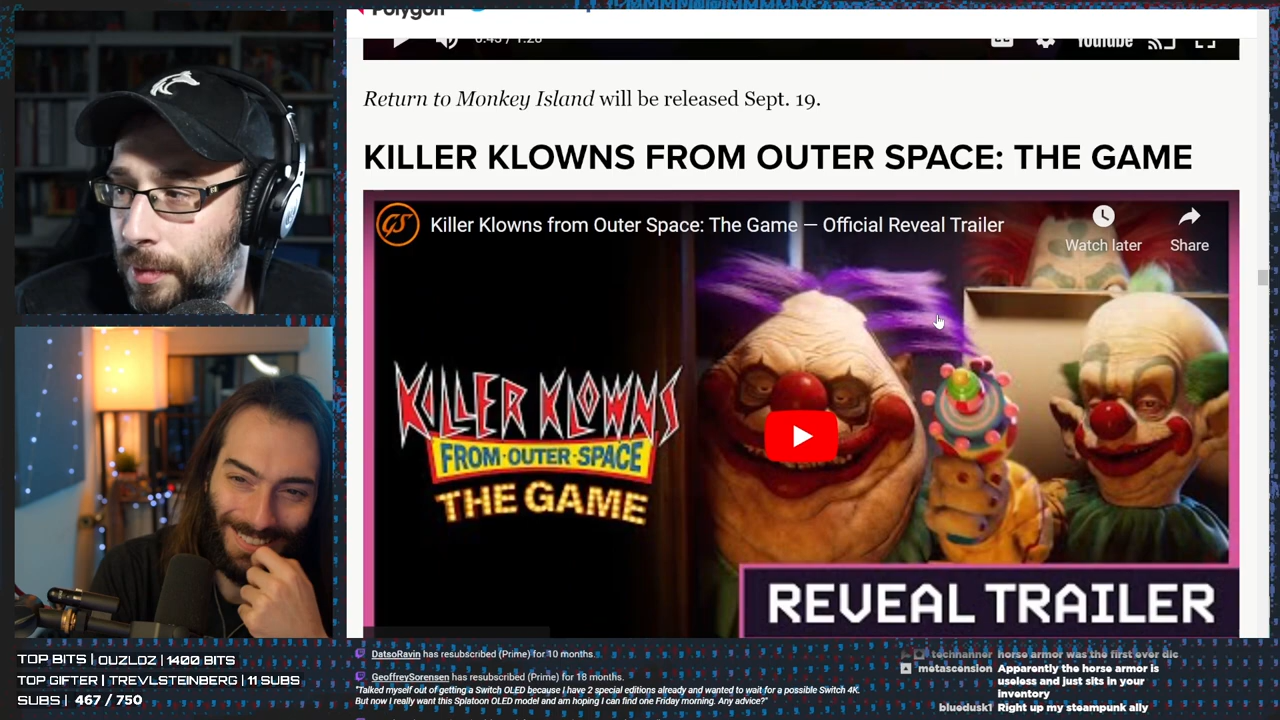 Polygon
0:43 / 1:26
YouTube
Return to Monkey Island will be released Sept. 19.
KILLER KLOWNS FROM OUTER SPACE: THE GAME
GS
Killer Klowns from Outer Space: The Game — Official Reveal Trailer
Watch later
Share
KILLER KLOWNS
FROM·OUTER·SPACE
THE GAME
REVEAL TRAILER
TOP BITS | OUZLOZ | 1400 BITS
TOP GIFTER | TREVLSTEINBERG | 11 SUBS
SUBS | 467 / 750
DatsoRavin has resubscribed (Prime) for 10 months.
GeoffreySorensen has resubscribed (Prime) for 18 months.
"Talked myself out of getting a Switch OLED because I have 2 special editions already and wanted to wait for a possible Switch 4K.
But now I really want this Splatoon OLED model and am hoping I can find one Friday morning. Any advice?"
techmanner horse armor was the first ever dlc
metascension Apparently the horse armor is
useless and just sits in your
inventory
bluedusk1 Right up my steampunk ally